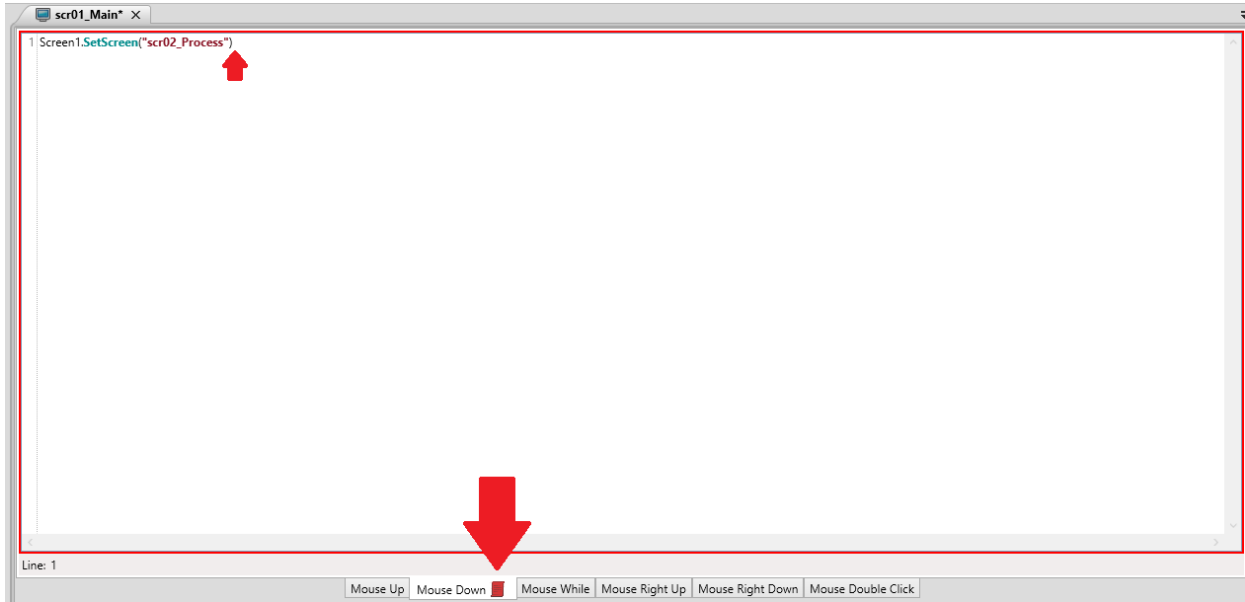 scr01_Main* X
1 Screen1.SetScreen("scr02_Process")
Line: 1
Mouse Up Mouse Down Mouse While Mouse Right Up Mouse Right Down Mouse Double Click